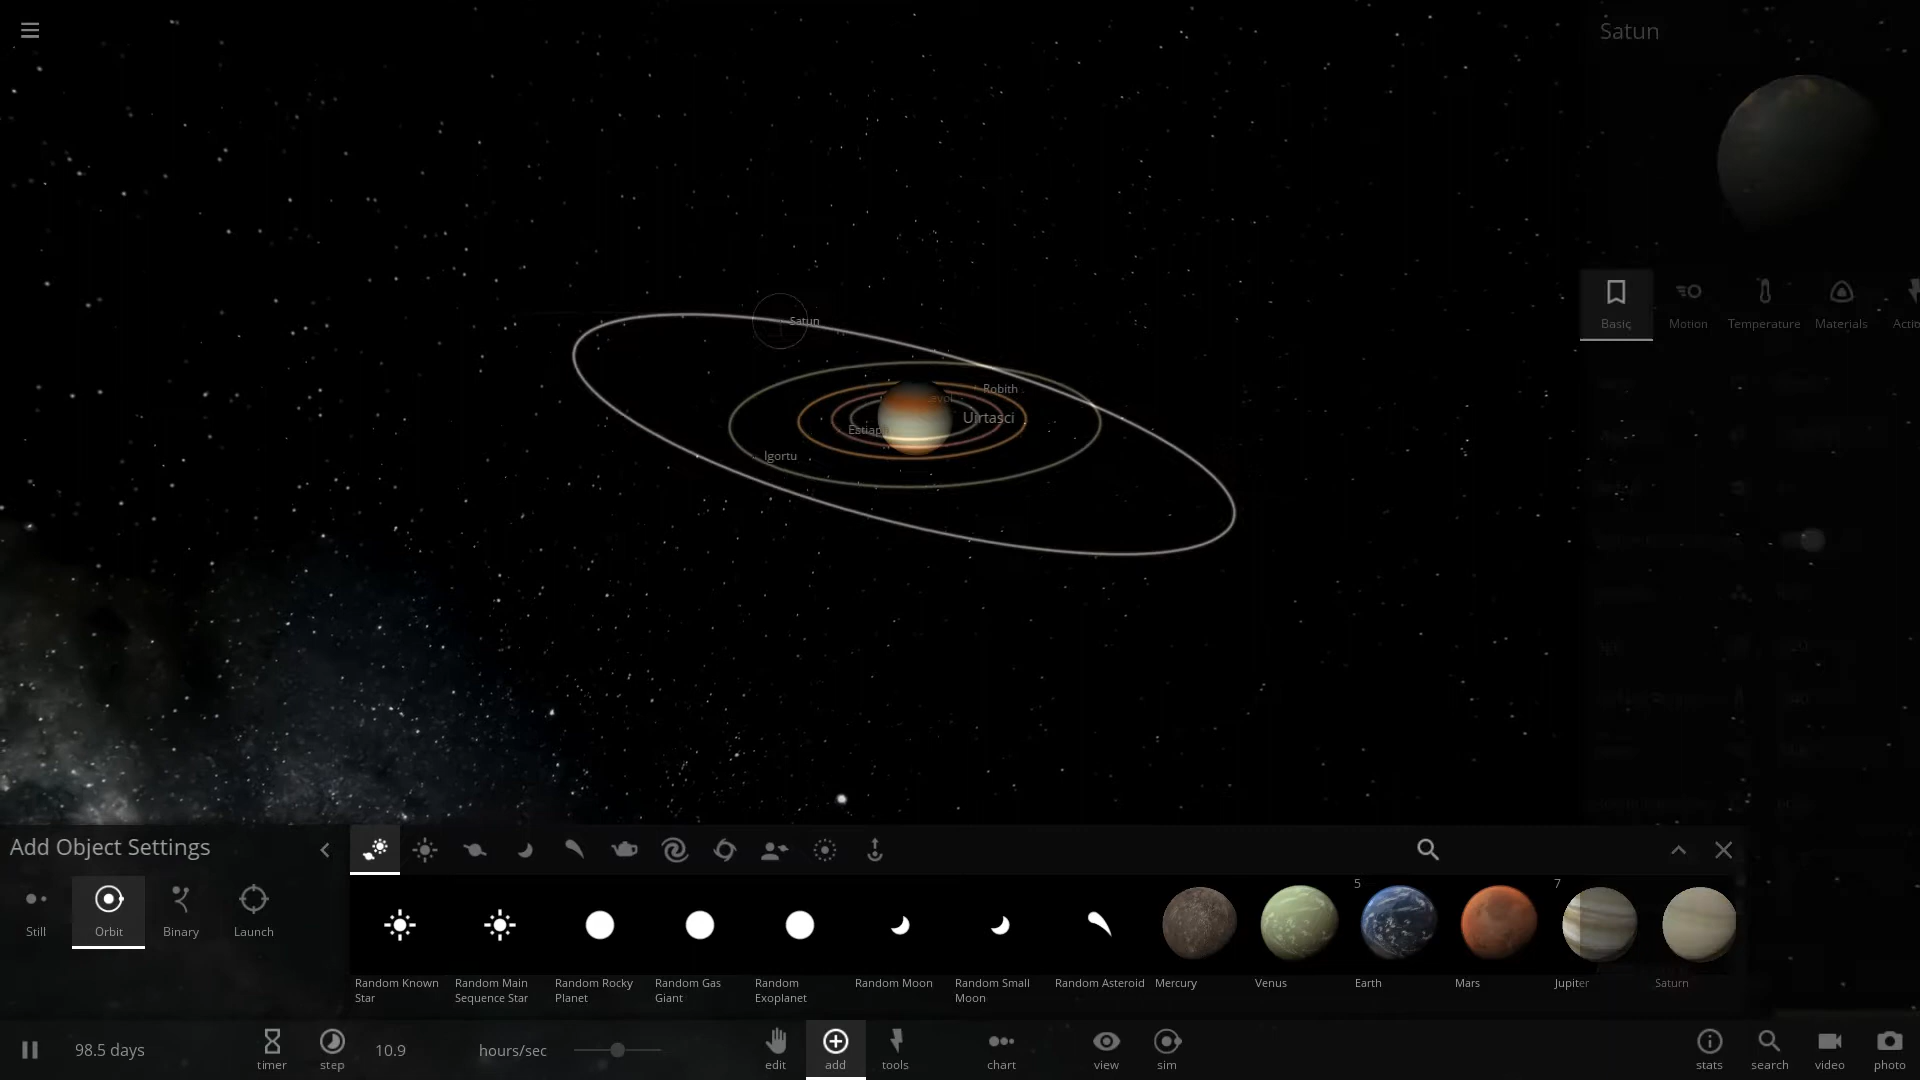 Satun
Basic
Motion
Temperature
Materials
Actio
Satun
Robith
Uirtasci
Igortu
Add Object Settings
Still
Orbit
Binary
Launch
5
7
Random Known
Star
Random Main
Sequence Star
Random Rocky
Planet
Random Gas
Giant
Random
Exoplanet
Random Moon
Random Small
Moon
Random Asteroid
Mercury
Venus
Earth
Mars
Jupiter
Saturn
98.5 days
timer
step
10.9
hours/sec
edit
add
tools
chart
view
sim
stats
search
video
photo